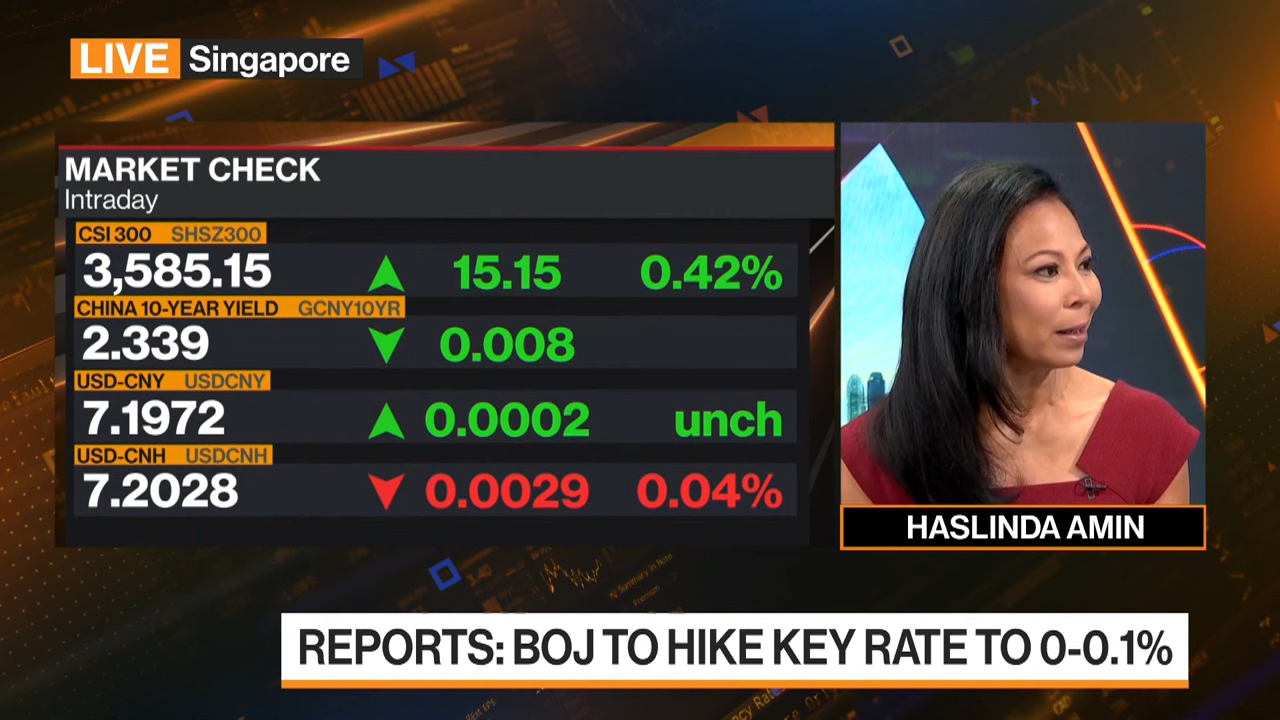 LIVE Singapore
MARKET CHECK
Intraday
CSI 300 SHSZ300
3,585.15 15.15 0.42%
CHINA 10-YEAR YIELD GCNY10YR
2.339 0.008
USD-CNY USDCNY
7.1972 0.0002 unch
USD-CNH USDCNH
7.2028 0.0029 0.04%
HASLINDA AMIN
REPORTS: BOJ TO HIKE KEY RATE TO 0-0.1%